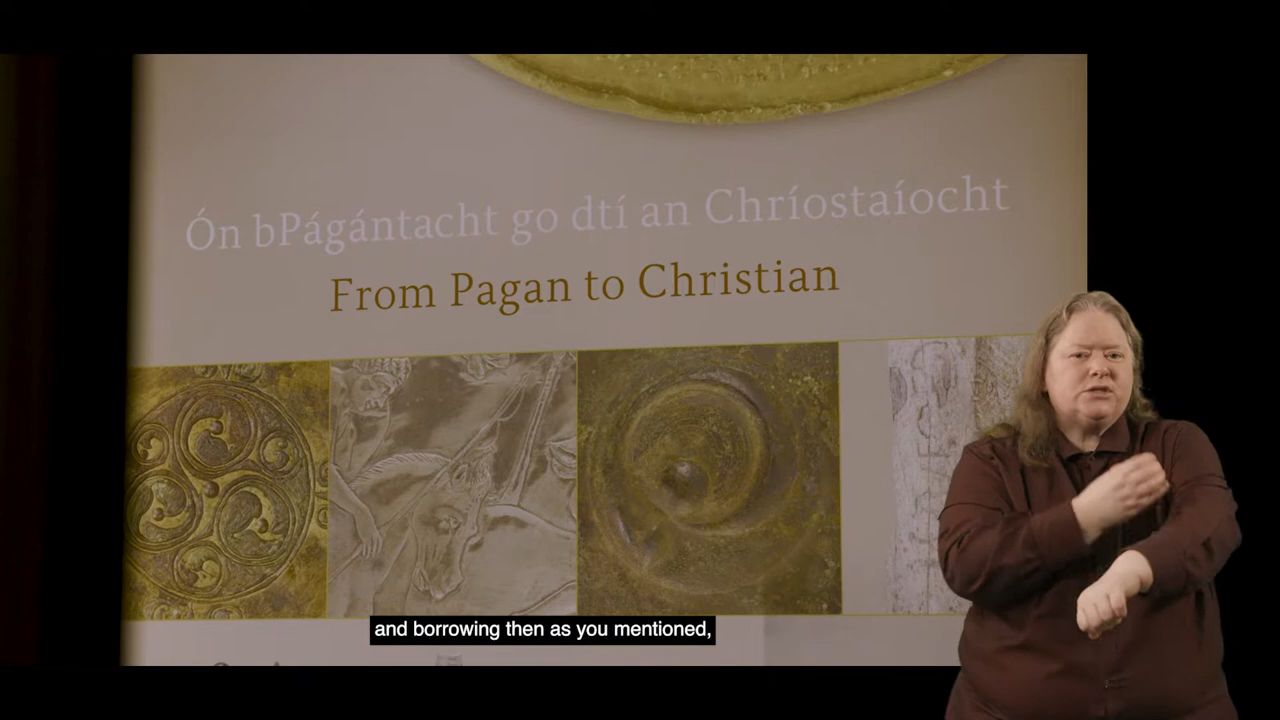 Ón bPágántacht go dtí an Chríostaíocht
From Pagan to Christian
and borrowing then as you mentioned,